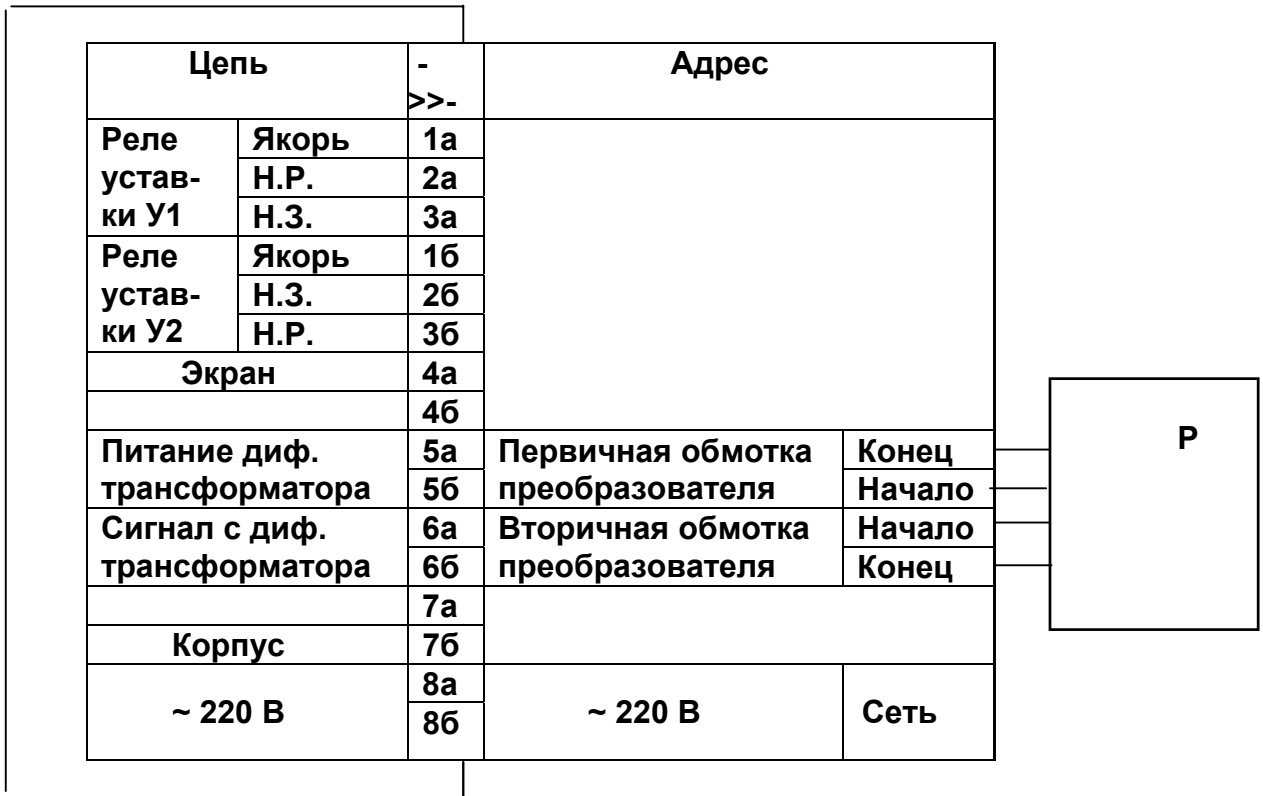 Цепь - Адрес
>>-
Реле Якорь 1а
устав- Н.Р. 2а
ки У1 Н.З. 3а
Реле Якорь 1б
устав- Н.З. 2б
ки У2 Н.Р. 3б
Экран 4а
4б
Питание диф. 5а Первичная обмотка Конец Р
трансформатора 5б преобразователя Начало
Сигнал с диф. 6а Вторичная обмотка Начало
трансформатора 6б преобразователя Конец
7а
Корпус 7б
8а
~ 220 В ~ 220 В Сеть
8б